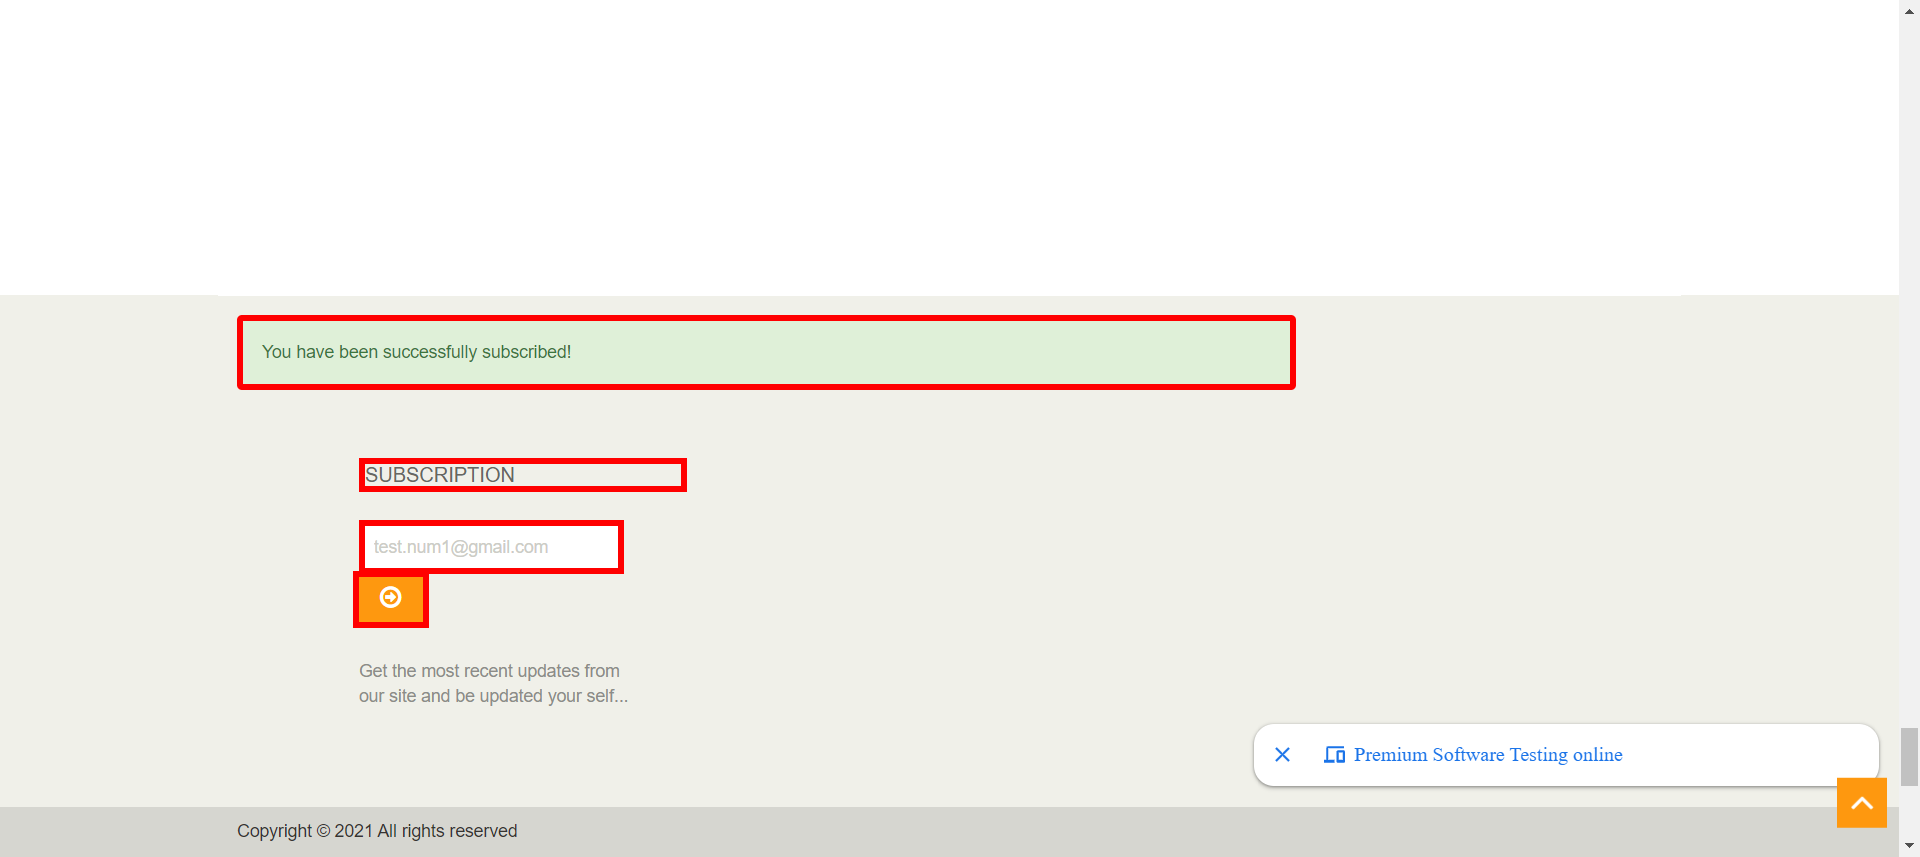 You have been successfully subscribed!
SUBSCRIPTION
test.num1@gmail.com
Get the most recent updates from
our site and be updated your self...
Premium Software Testing online
Copyright © 2021 All rights reserved